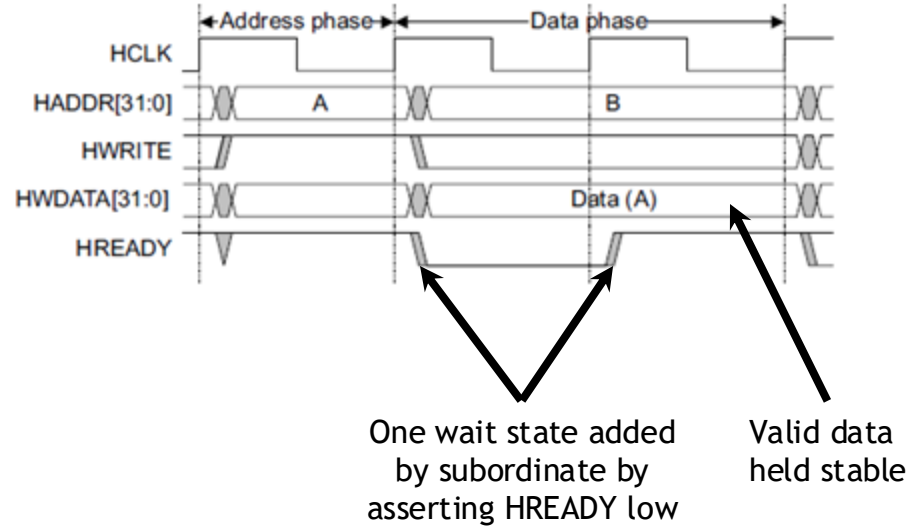 Address phase Data phase
HCLK
HADDR[31:0] A B
HWRITE
HWDATA[31:0] Data (A)
HREADY
One wait state added
by subordinate by
asserting HREADY low
Valid data
held stable